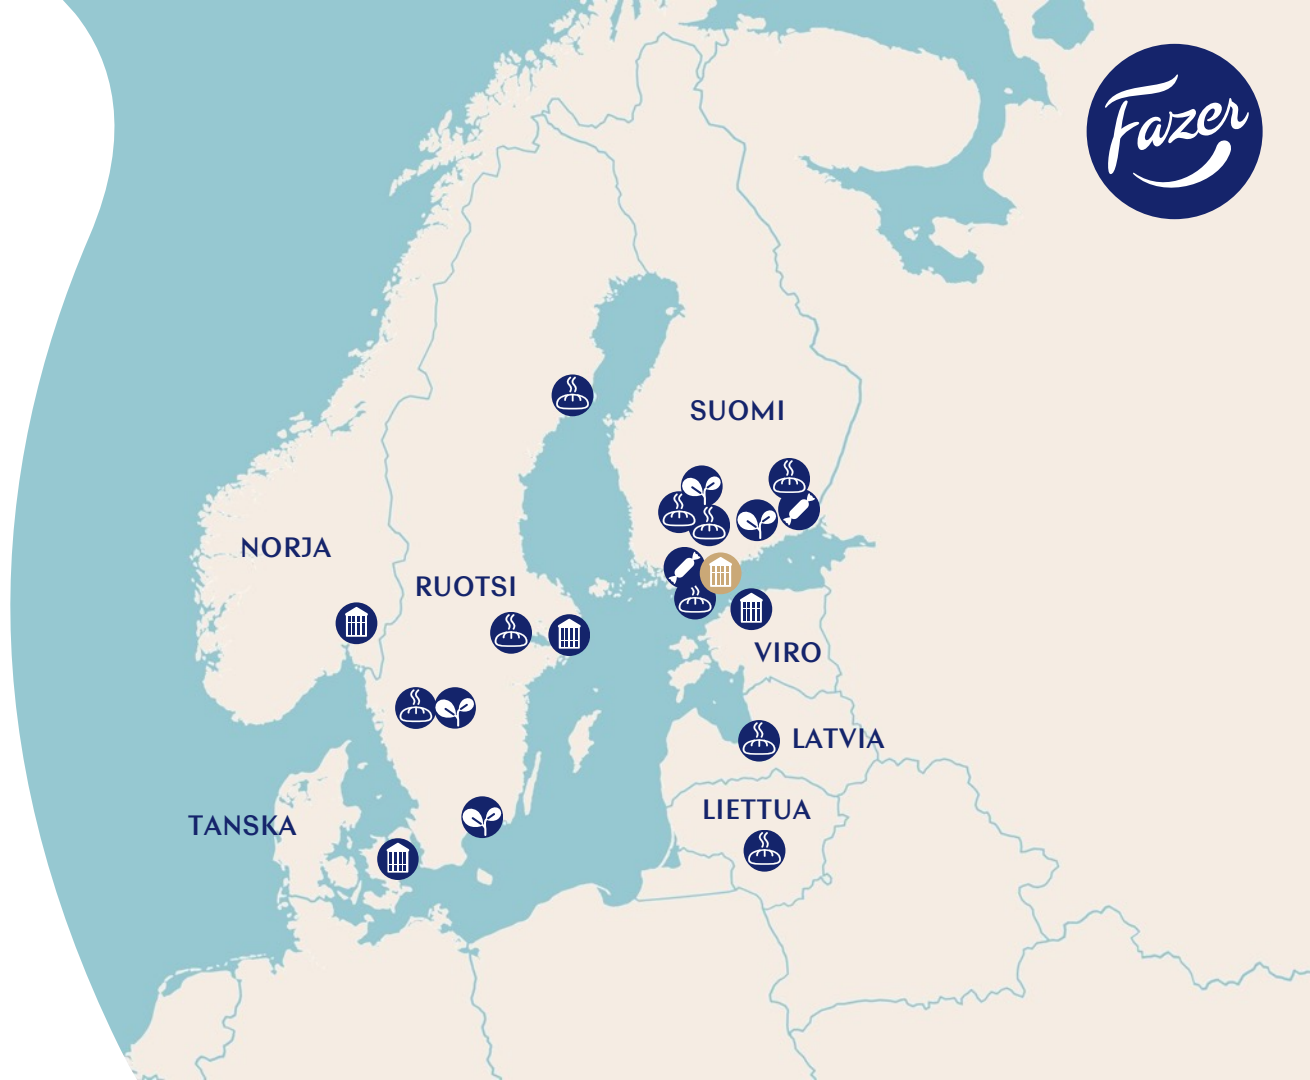 Fazer
SUOMI
NORJA
RUOTSI
VIRO
LATVIA
LIETTUA
TANSKA